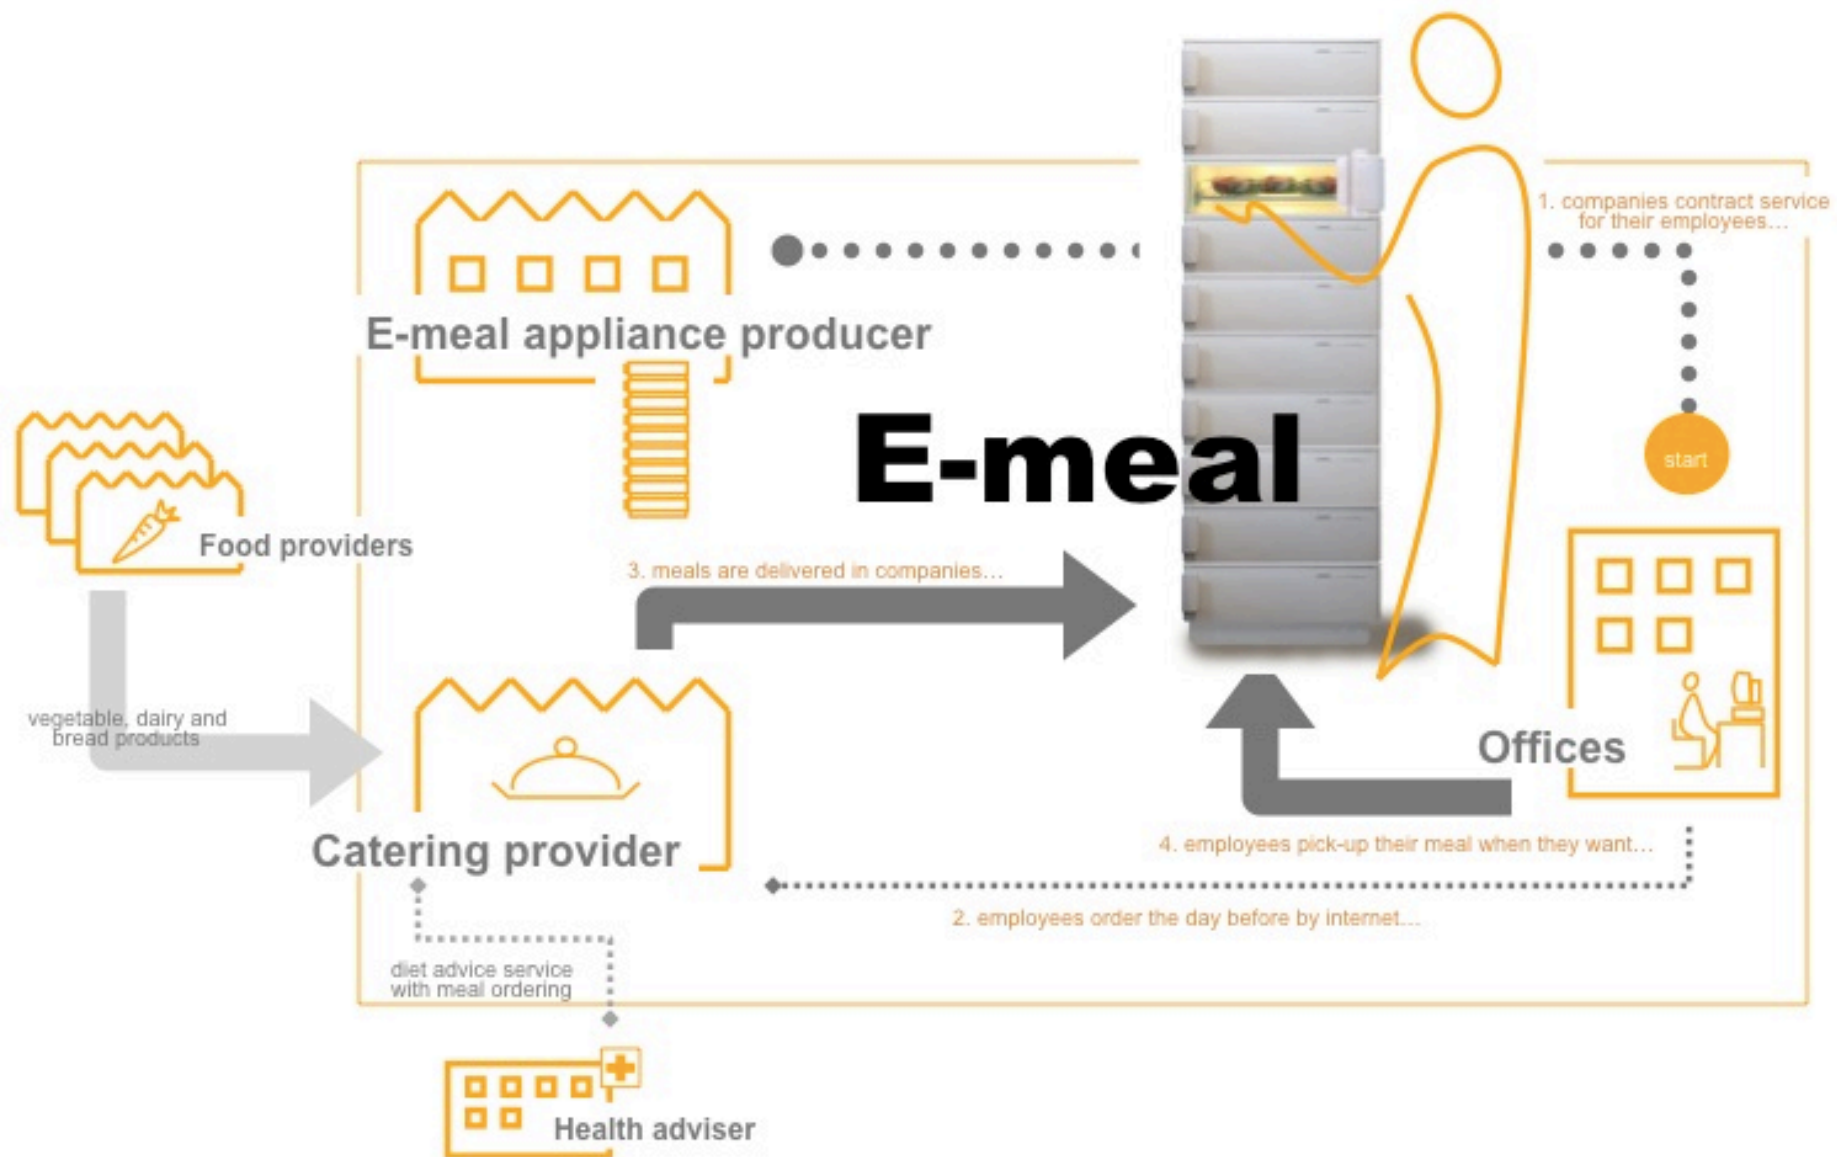 1. companies contract service
for their employees...
E-meal appliance producer
E-meal
start
Food providers
3. meals are delivered in companies...
vegetable, dairy and
bread products
Offices
Catering provider
4. employees pick-up their meal when they want...
2. employees order the day before by internet...
diet advice service
with meal ordering
Health adviser